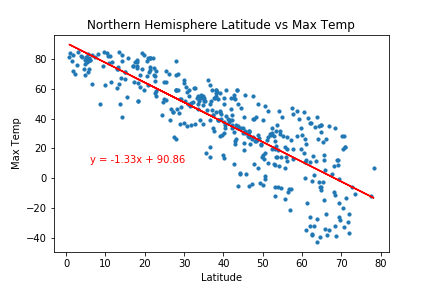 Northern Hemisphere Latitude vs Max Temp
Max Temp
80
60
40
20
0
−20
−40
y = -1.33x + 90.86
0 10 20 30 40 50 60 70 80
Latitude